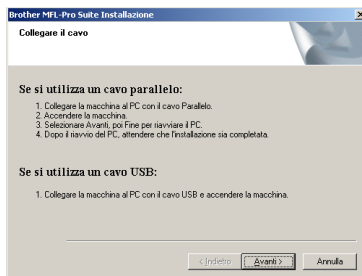 Brother MFL-Pro Suite Installazione
Collegare il cavo
Se si utilizza un cavo parallelo:
1. Collegare la macchina al PC con il cavo Parallelo.
2. Accendere la macchina.
3. Selezionare Avanti, poi Fine per riavviare il PC.
4. Dopo il riavvio del PC, attendere che l'installazione sia completata.
Se si utilizza un cavo USB:
1. Collegare la macchina al PC con il cavo USB e accendere la macchina.
< Indietro Avanti > Annulla